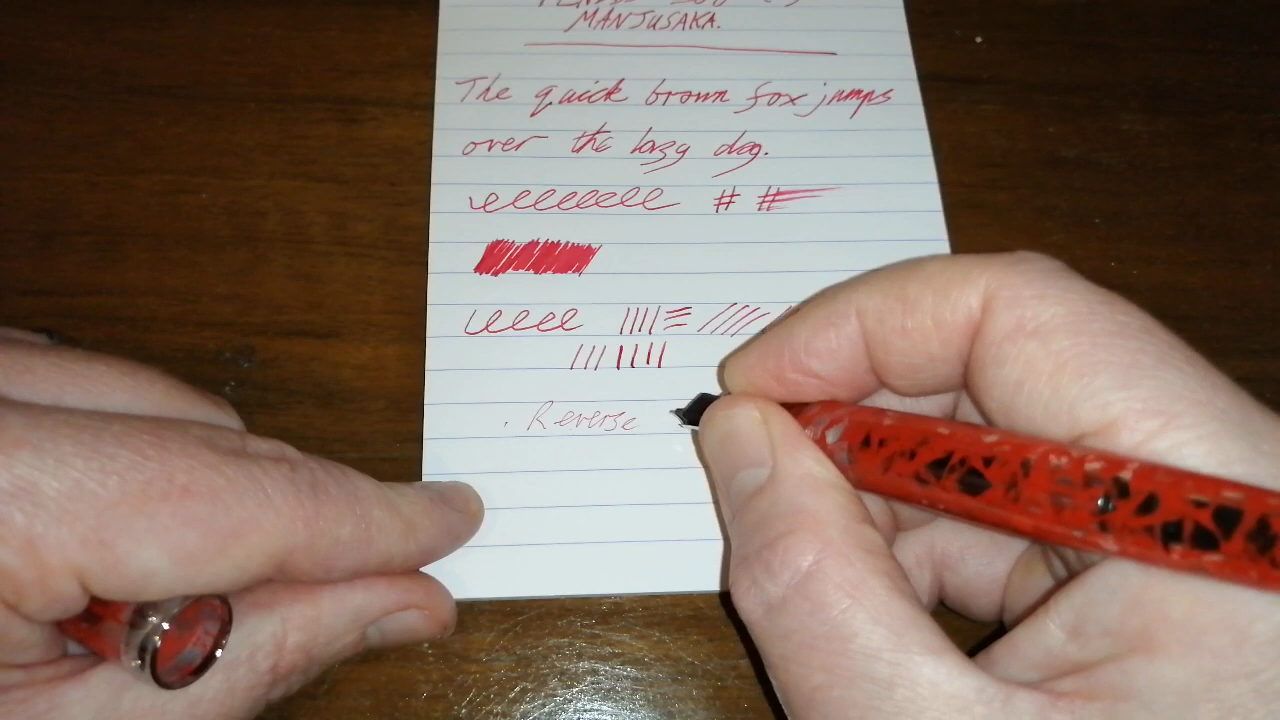 MANJUSAKA.
The quick brown fox jumps
over the lazy dog.
# #
Reverse